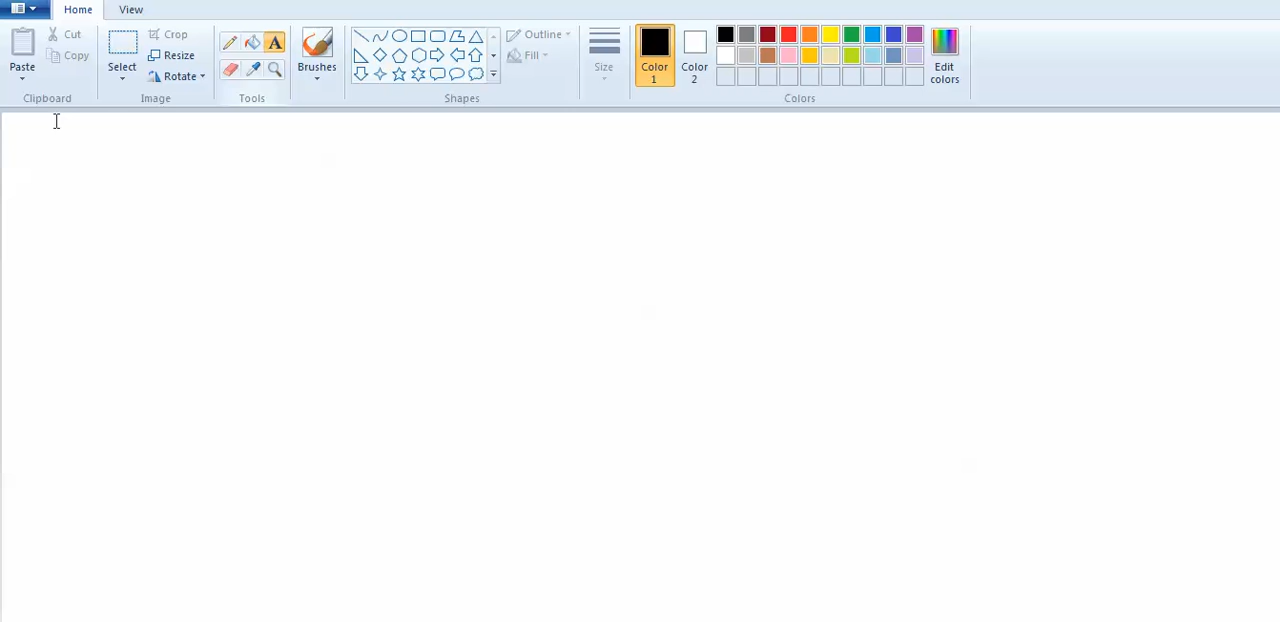 Home View
Paste Cut Copy
Clipboard
Select Crop Resize Rotate
Image
A
Tools
Brushes
Outline Fill
Shapes
Size
Color 1
Color 2
Edit colors
Colors